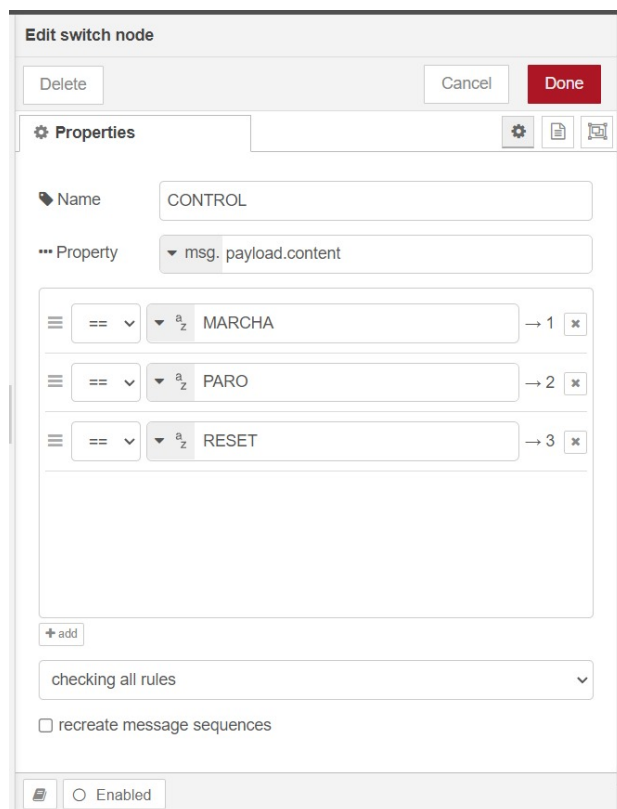 Edit switch node
Delete Cancel Done
Properties
Name CONTROL
Property msg. payload.content
== a z MARCHA → 1
== a z PARO → 2
== a z RESET → 3
+ add
checking all rules
recreate message sequences
Enabled